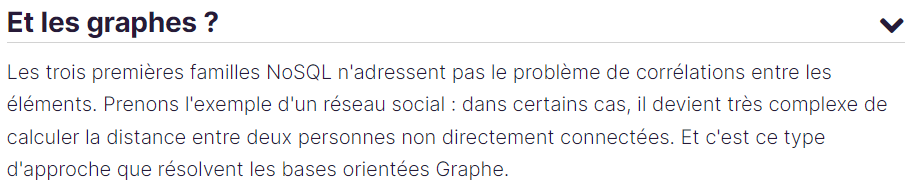 Et les graphes ?
Les trois premières familles NoSQL n'adressent pas le problème de corrélations entre les
éléments. Prenons l'exemple d'un réseau social : dans certains cas, il devient très complexe de
calculer la distance entre deux personnes non directement connectées. Et c'est ce type
d'approche que résolvent les bases orientées Graphe.